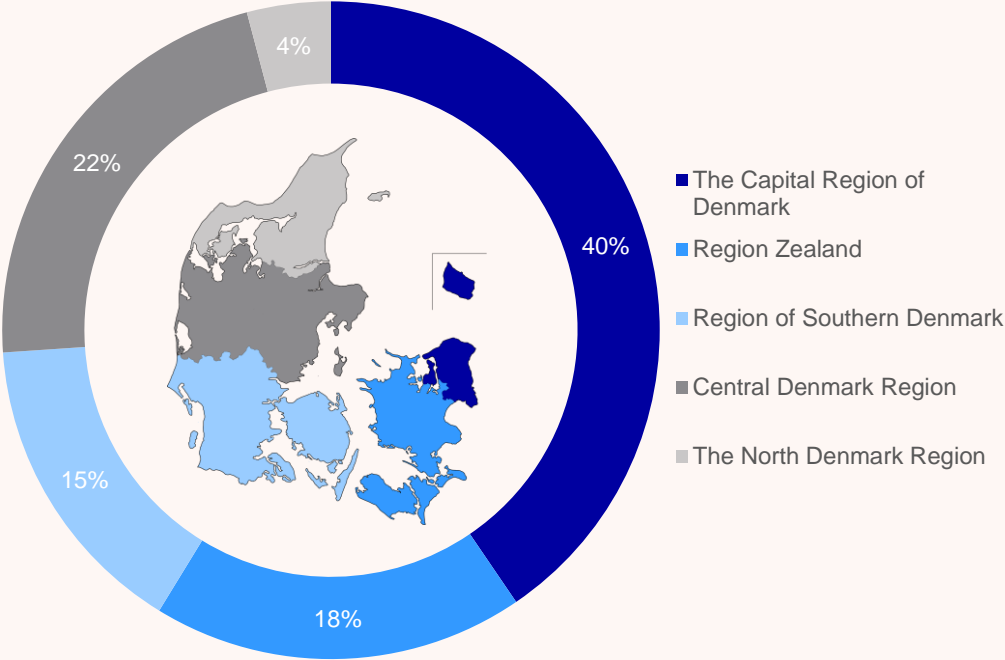 4%
22%
40%
15%
18%
The Capital Region of
Denmark
Region Zealand
Region of Southern Denmark
Central Denmark Region
The North Denmark Region